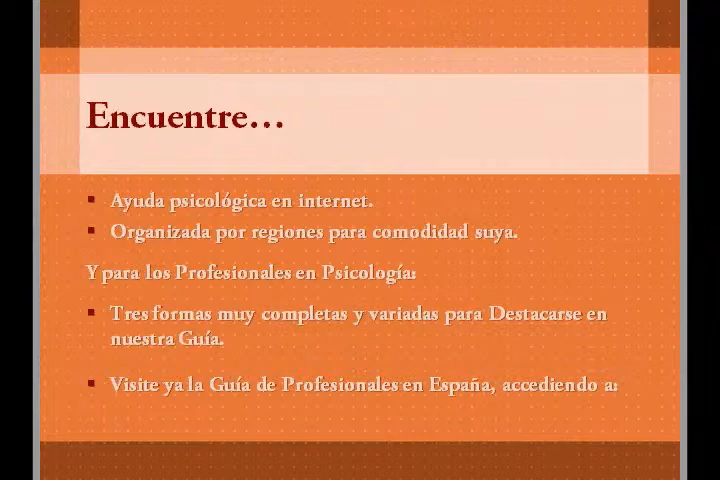 Encuentre...
Ayuda psicológica en internet.
Organizada por regiones para comodidad suya.
Y para los Profesionales en Psicología:
Tres formas muy completas y variadas para Destacarse en
nuestra Guía.
Visite ya la Guía de Profesionales en España, accediendo a: